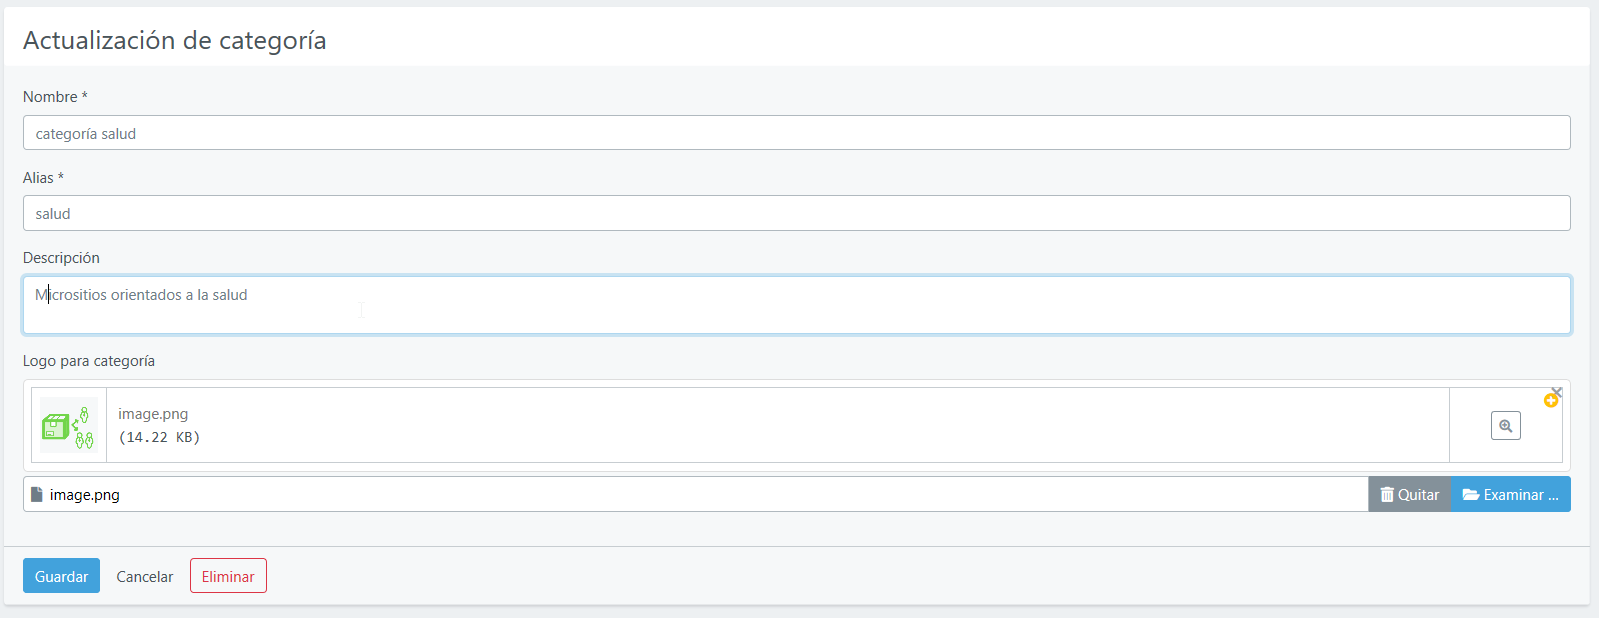 Actualización de categoría
Nombre *
categoría salud
Alias *
salud
Descripción
Micrositios orientados a la salud
Logo para categoría
image.png
(14.22 KB)
image.png
Quitar
Examinar ...
Guardar
Cancelar
Eliminar